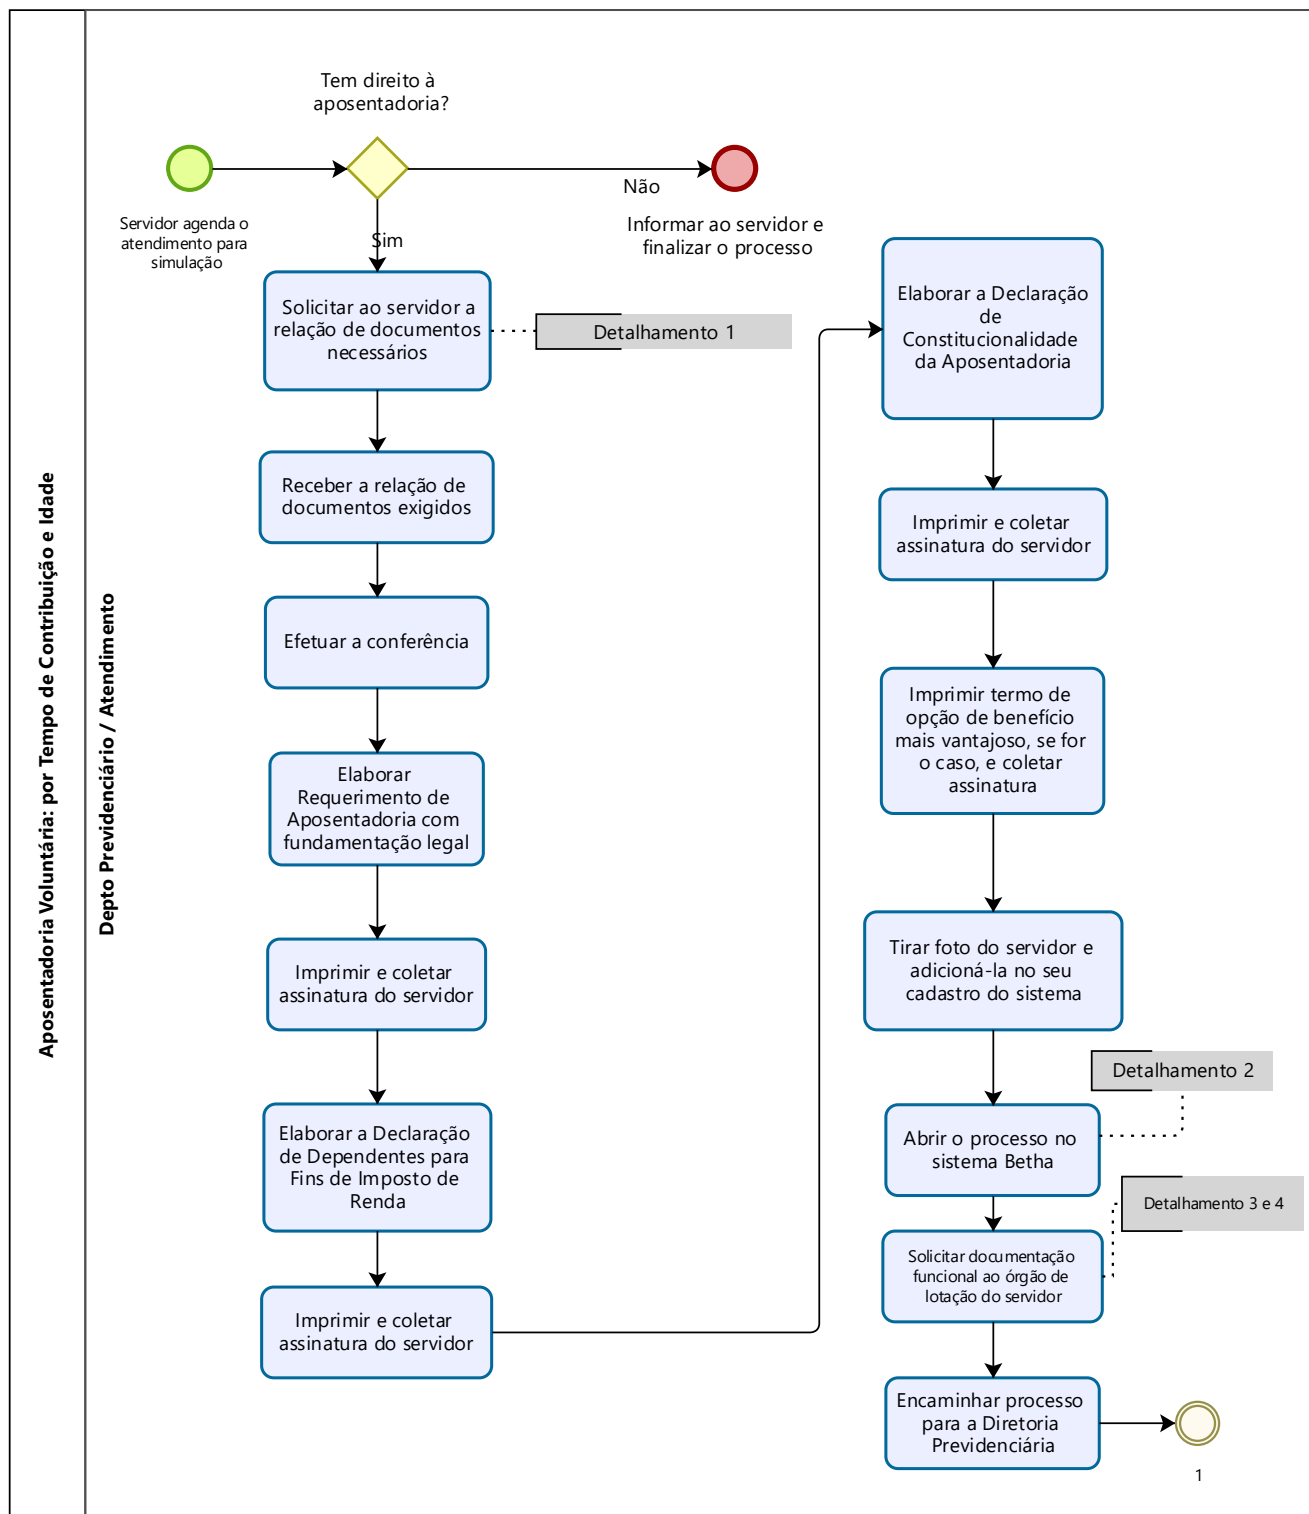 Aposentadoria Voluntária: por Tempo de Contribuição e Idade
Depto Previdenciário / Atendimento
Tem direito à
aposentadoria?
Servidor agenda o
atendimento para
simulação
Não
Informar ao servidor e
finalizar o processo
Sim
Solicitar ao servidor a
relação de documentos
necessários
Detalhamento 1
Receber a relação de
documentos exigidos
Efetuar a conferência
Elaborar
Requerimento de
Aposentadoria com
fundamentação legal
Imprimir e coletar
assinatura do servidor
Elaborar a Declaração
de Dependentes para
Fins de Imposto de
Renda
Imprimir e coletar
assinatura do servidor
Elaborar a Declaração
de
Constitucionalidade
da Aposentadoria
Imprimir e coletar
assinatura do servidor
Imprimir termo de
opção de benefício
mais vantajoso, se for
o caso, e coletar
assinatura
Tirar foto do servidor e
adicioná-la no seu
cadastro do sistema
Detalhamento 2
Abrir o processo no
sistema Betha
Detalhamento 3 e 4
Solicitar documentação
funcional ao órgão de
lotação do servidor
Encaminhar processo
para a Diretoria
Previdenciária
1